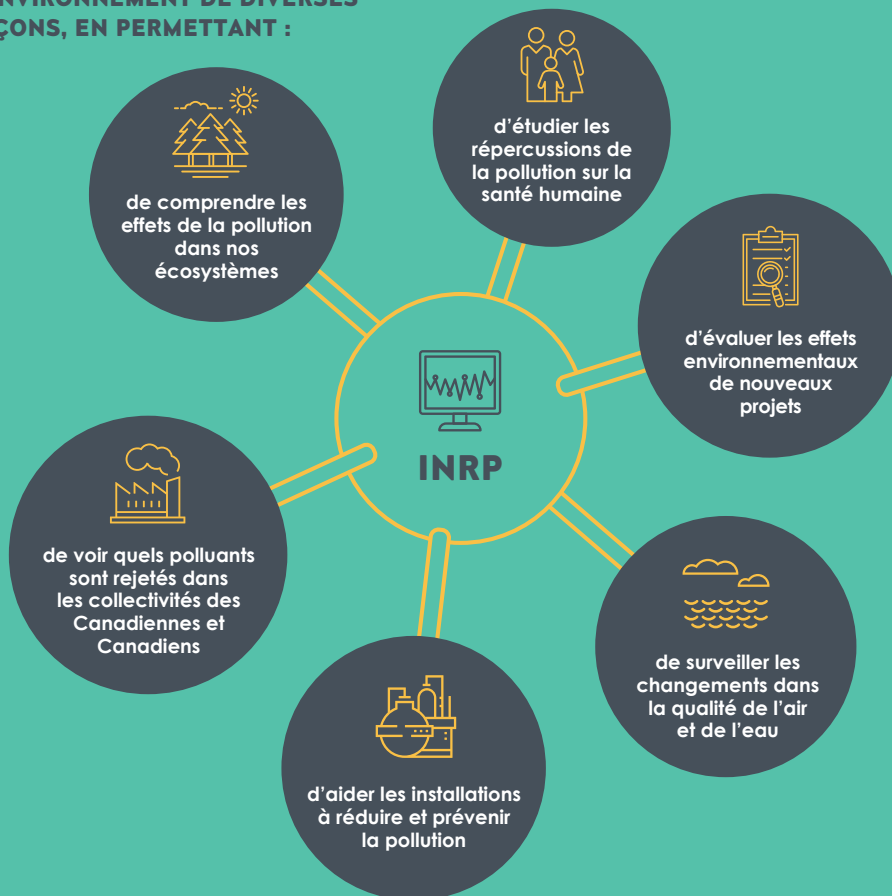 ENVIRONNEMENT DE DIVERSES
ÇONS, EN PERMETTANT :
d’étudier les
répercussions de
la pollution sur la
santé humaine
de comprendre les
effets de la pollution
dans nos
écosystèmes
d’évaluer les effets
environnementaux
de nouveaux
projets
INRP
de voir quels polluants
sont rejetés dans
les collectivités des
Canadiennes et
Canadiens
de surveiller les
changements dans
la qualité de l’air
et de l’eau
d’aider les installations
à réduire et prévenir
la pollution